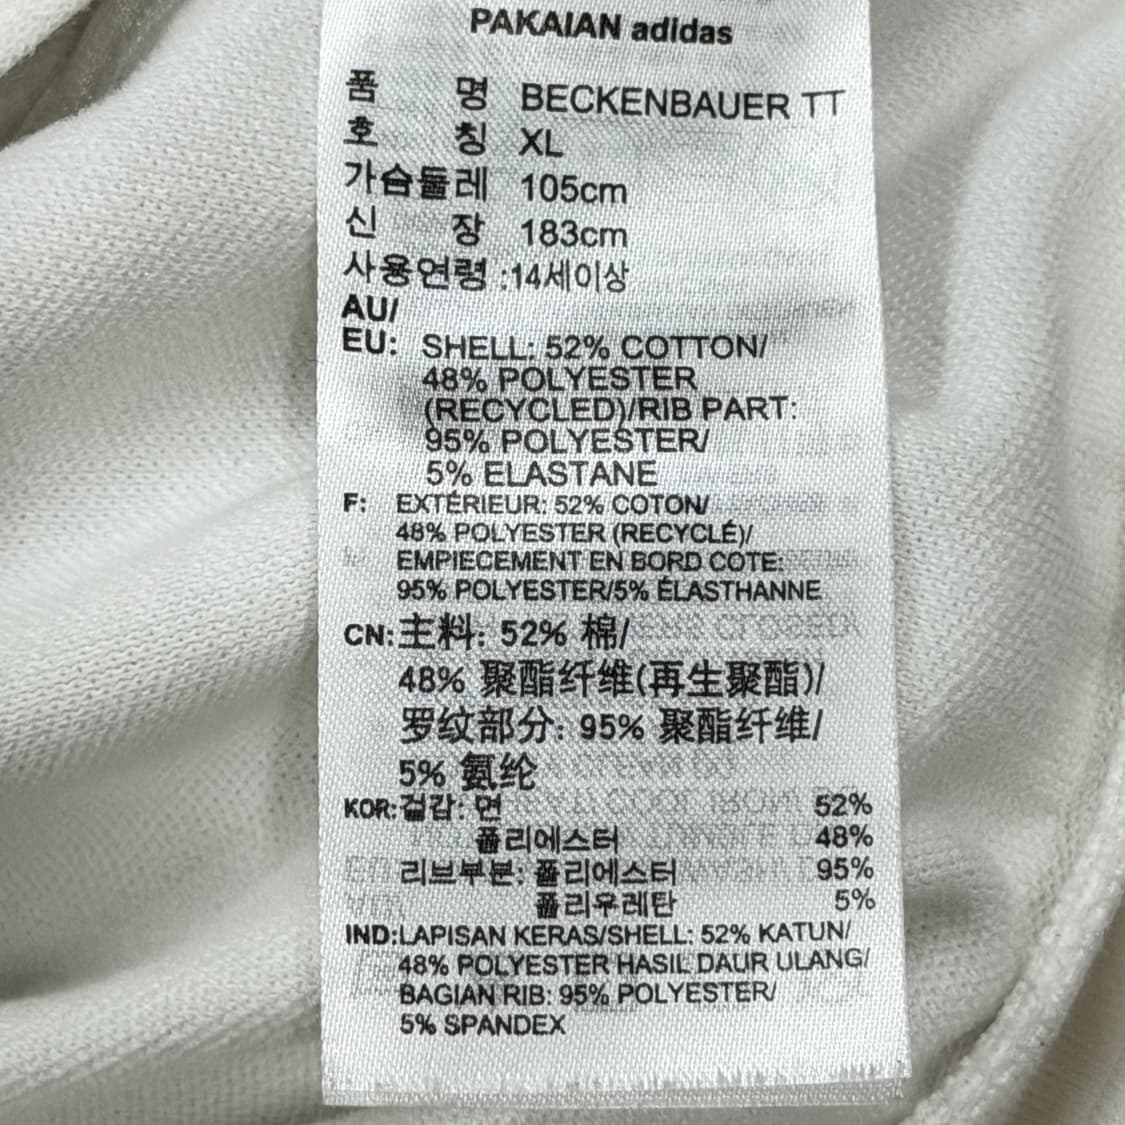 PAKAIAN adidas
품 명 BECKENBAUER TT
호 칭 XL
가슴둘레 105cm
신 장 183cm
사용연령 :14세이상
AU/
EU: SHELL: 52% COTTON/
48% POLYESTER
(RECYCLED)/RIB PART:
95% POLYESTER/
5% ELASTANE
F: EXTÉRIEUR: 52% COTON/
48% POLYESTER (RECYCLÉ)/
EMPIECEMENT EN BORD COTE:
95% POLYESTER/5% ÉLASTHANNE
CN:主料: 52% 棉/
48% 聚酯纤维(再生聚酯)/
罗纹部分: 95% 聚酯纤维/
5% 氨纶
KOR:겉감: 면 52%
폴리에스터 48%
리브부분: 폴리에스터 95%
폴리우레탄 5%
IND:LAPISAN KERAS/SHELL: 52% KATUN/
48% POLYESTER HASIL DAUR ULANG/
BAGIAN RIB: 95% POLYESTER/
5% SPANDEX